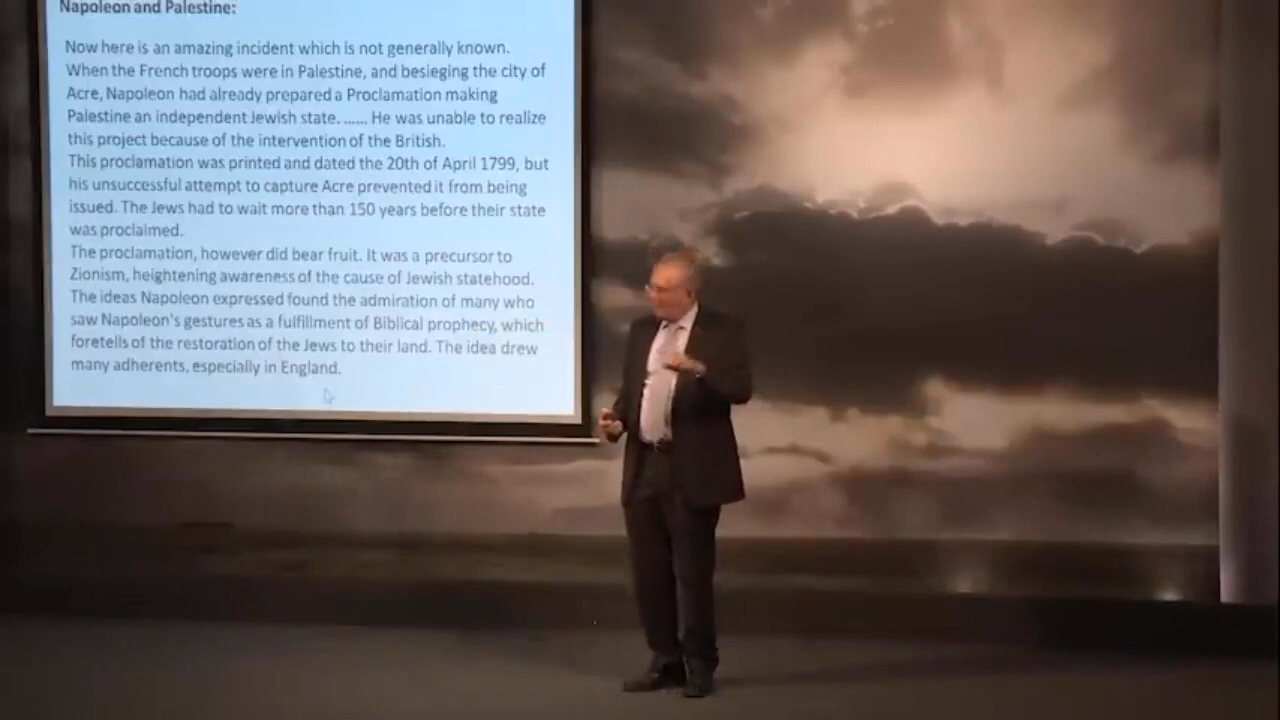 Napoleon and Palestine:
Now here is an amazing incident which is not generally known.
When the French troops were in Palestine, and besieging the city of
Acre, Napoleon had already prepared a Proclamation making
Palestine an independent Jewish state. ...... He was unable to realize
this project because of the intervention of the British.
This proclamation was printed and dated the 20th of April 1799, but
his unsuccessful attempt to capture Acre prevented it from being
issued. The Jews had to wait more than 150 years before their state
was proclaimed.
The proclamation, however did bear fruit. It was a precursor to
Zionism, heightening awareness of the cause of Jewish statehood.
The ideas Napoleon expressed found the admiration of many who
saw Napoleon's gestures as a fulfillment of Biblical prophecy, which
foretells of the restoration of the Jews to their land. The idea drew
many adherents, especially in England.